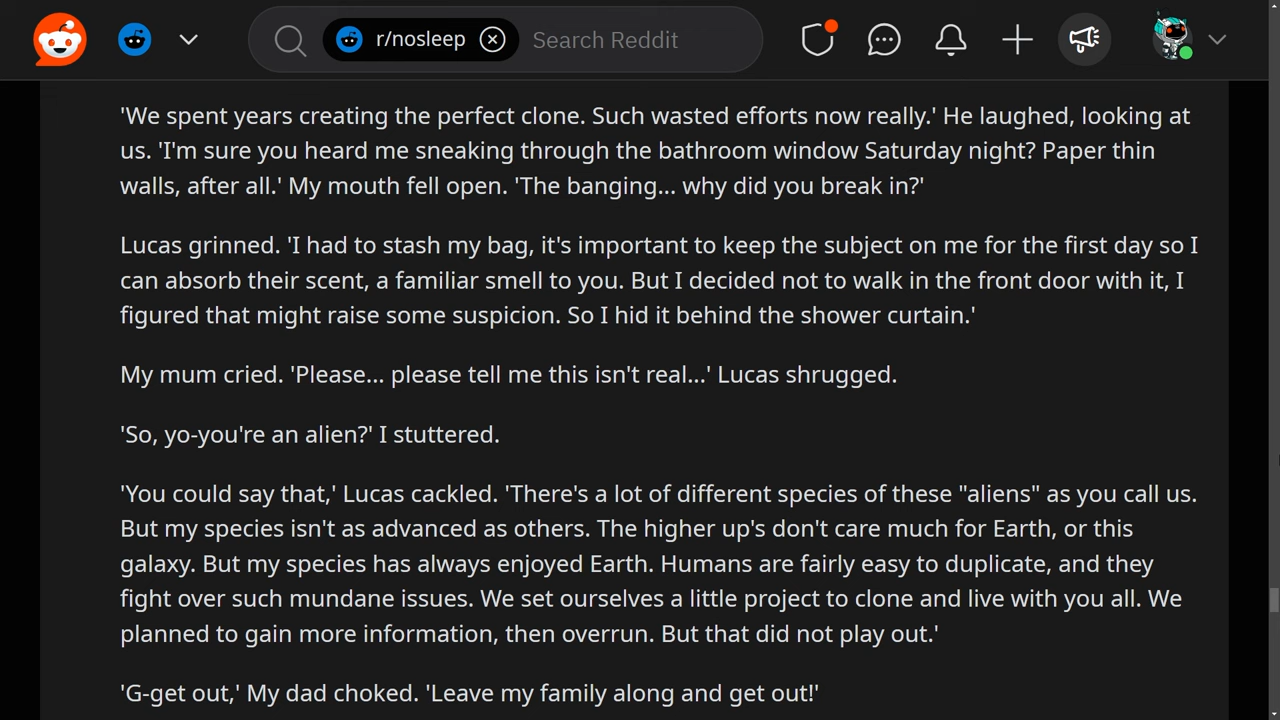 r/nosleep
Search Reddit
'We spent years creating the perfect clone. Such wasted efforts now really.' He laughed, looking at
us. 'I'm sure you heard me sneaking through the bathroom window Saturday night? Paper thin
walls, after all.' My mouth fell open. 'The banging... why did you break in?'
Lucas grinned. 'I had to stash my bag, it's important to keep the subject on me for the first day so I
can absorb their scent, a familiar smell to you. But I decided not to walk in the front door with it, I
figured that might raise some suspicion. So I hid it behind the shower curtain.'
My mum cried. 'Please... please tell me this isn't real...' Lucas shrugged.
'So, yo-you're an alien?' I stuttered.
'You could say that,' Lucas cackled. 'There's a lot of different species of these "aliens" as you call us.
But my species isn't as advanced as others. The higher up's don't care much for Earth, or this
galaxy. But my species has always enjoyed Earth. Humans are fairly easy to duplicate, and they
fight over such mundane issues. We set ourselves a little project to clone and live with you all. We
planned to gain more information, then overrun. But that did not play out.'
'G-get out,' My dad choked. 'Leave my family along and get out!'